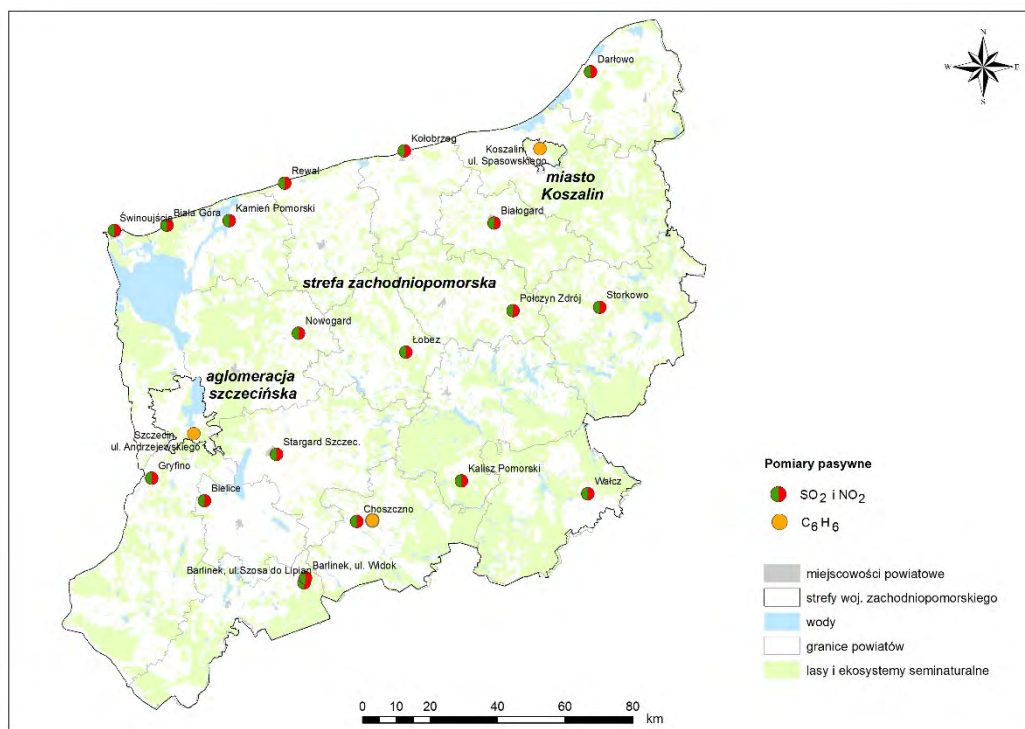 N
W
E
S
Darłowo
Kołobrzeg
Koszalin,
ul. Spasowskiego
miasto
Koszalin
Rewal
Świnoujście
Biała Góra
Kamień Pomorski
Białogard
strefa zachodniopomorska
Połozyn Zdrój
Storkowo
Nowogard
Łobez
aglomeracja
szczecińska
Szczecin,
ul. Andrzejewskiego
Stargard Szczec.
Gryfino
Bielice
Kalisz Pomorski
Wałcz
Choszczno
Barlinek, ul.Szosa do Lipian
Barlinek, ul. Widok
Pomiary pasywne
SO2 i NO2
C6H6
miejscowości powiatowe
strefy woj. zachodniopomorskiego
wody
granice powiatów
lasy i ekosystemy seminaturalne
0 10 20 40 60 80
km